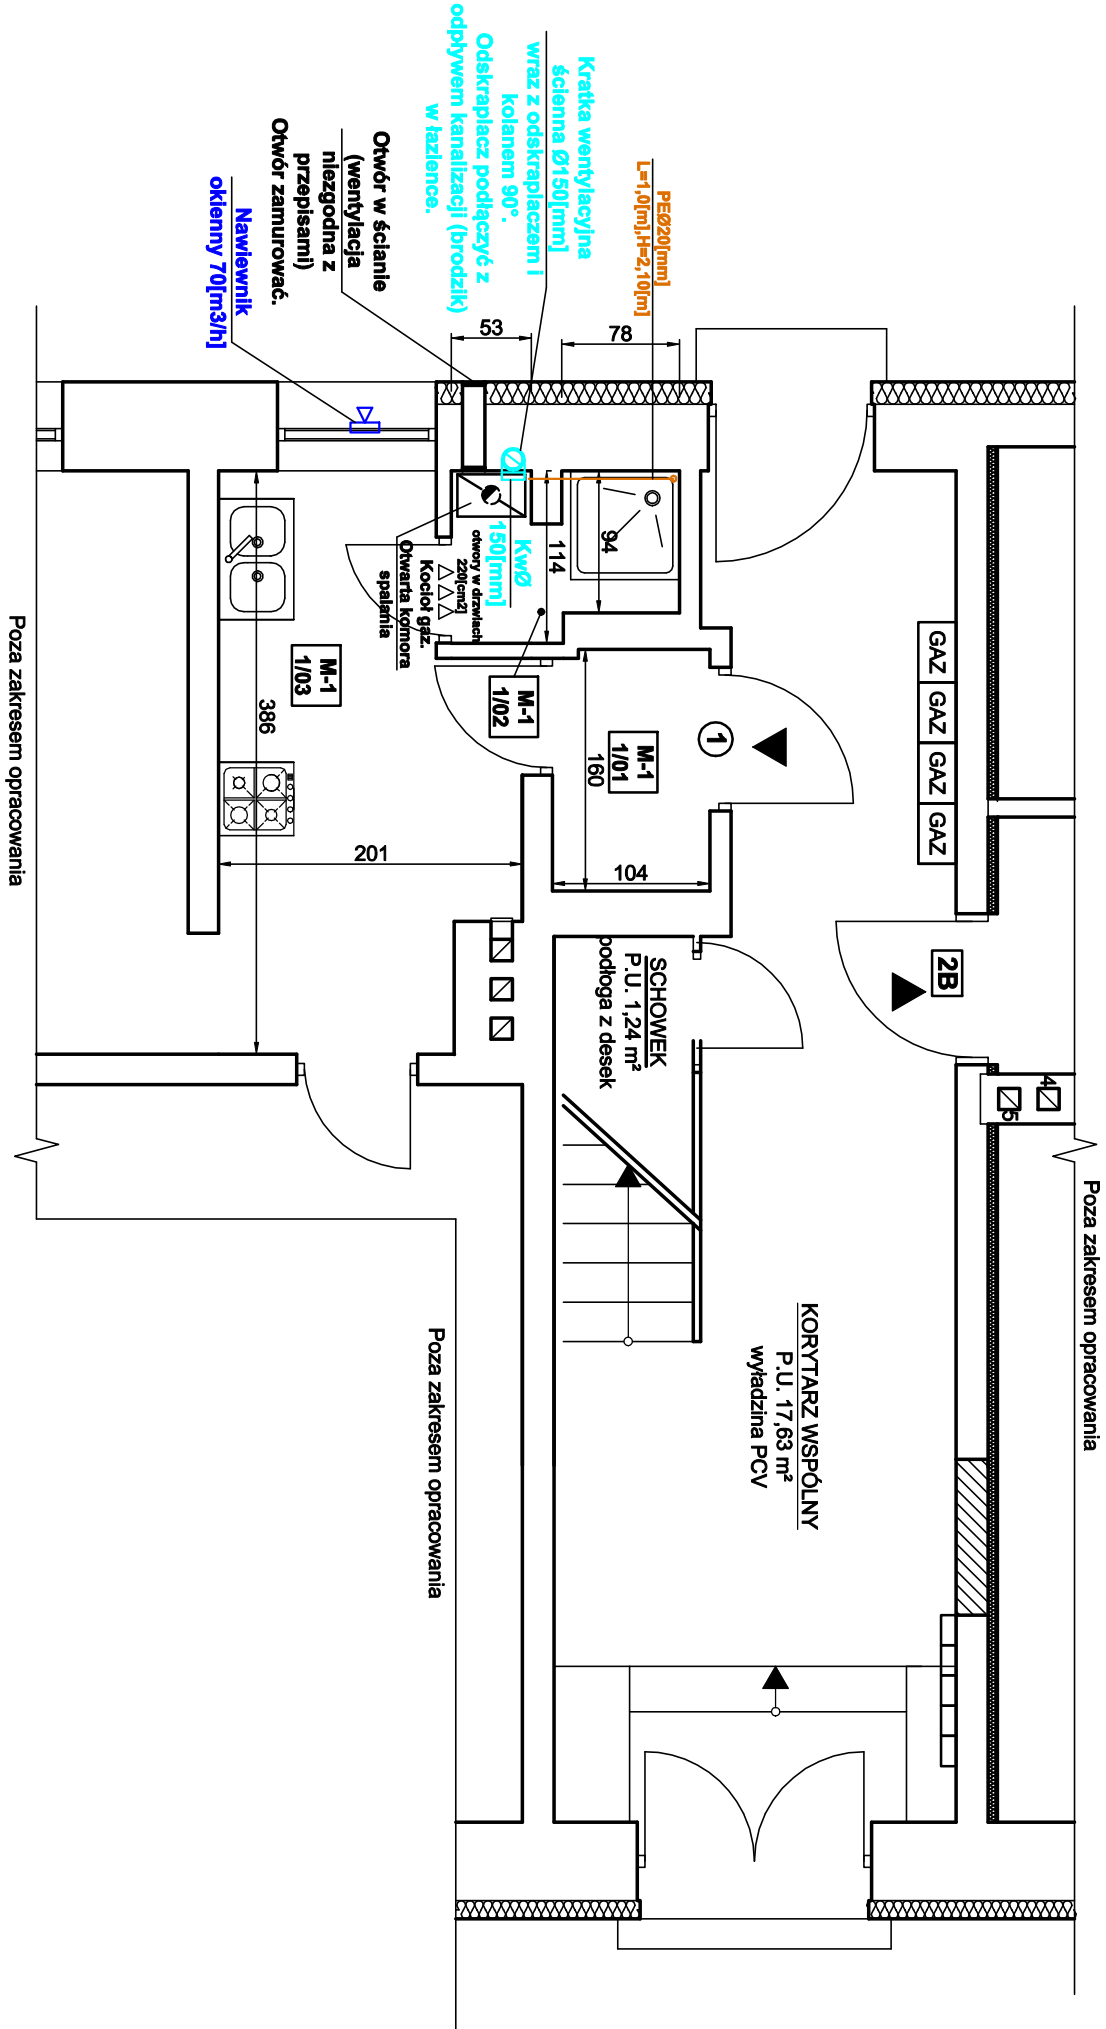 Kratka wentylacyjna
ścienna Ø150[mm]
wraz z odskraplaczem i
kolanem 90°.
Odskraplacz podłączyć z
odpływem kanalizacji (brodzik)
w łazience.
PEØ20[mm]
L=1,0[m],H=2,10[m]
Otwór w ścianie
(wentylacja
niezgodna z
przepisami)
Otwór zamurować.
Nawiewnik
okienny 70[m3/h]
53
78
94
114
KwØ
150[mm]
otwory w drzwiach
220[cm2]
Kocioł gaz.
Otwarta komora
spalania
M-1
1/03
M-1
1/02
M-1
1/01
1
386
160
201
104
GAZ
GAZ
GAZ
GAZ
2B
4
5
SCHOWEK
P.U. 1,24 m²
podłoga z desek
KORYTARZ WSPÓLNY
P.U. 17,63 m²
wyładzina PCV
Poza zakresem opracowania
Poza zakresem opracowania
Poza zakresem opracowania